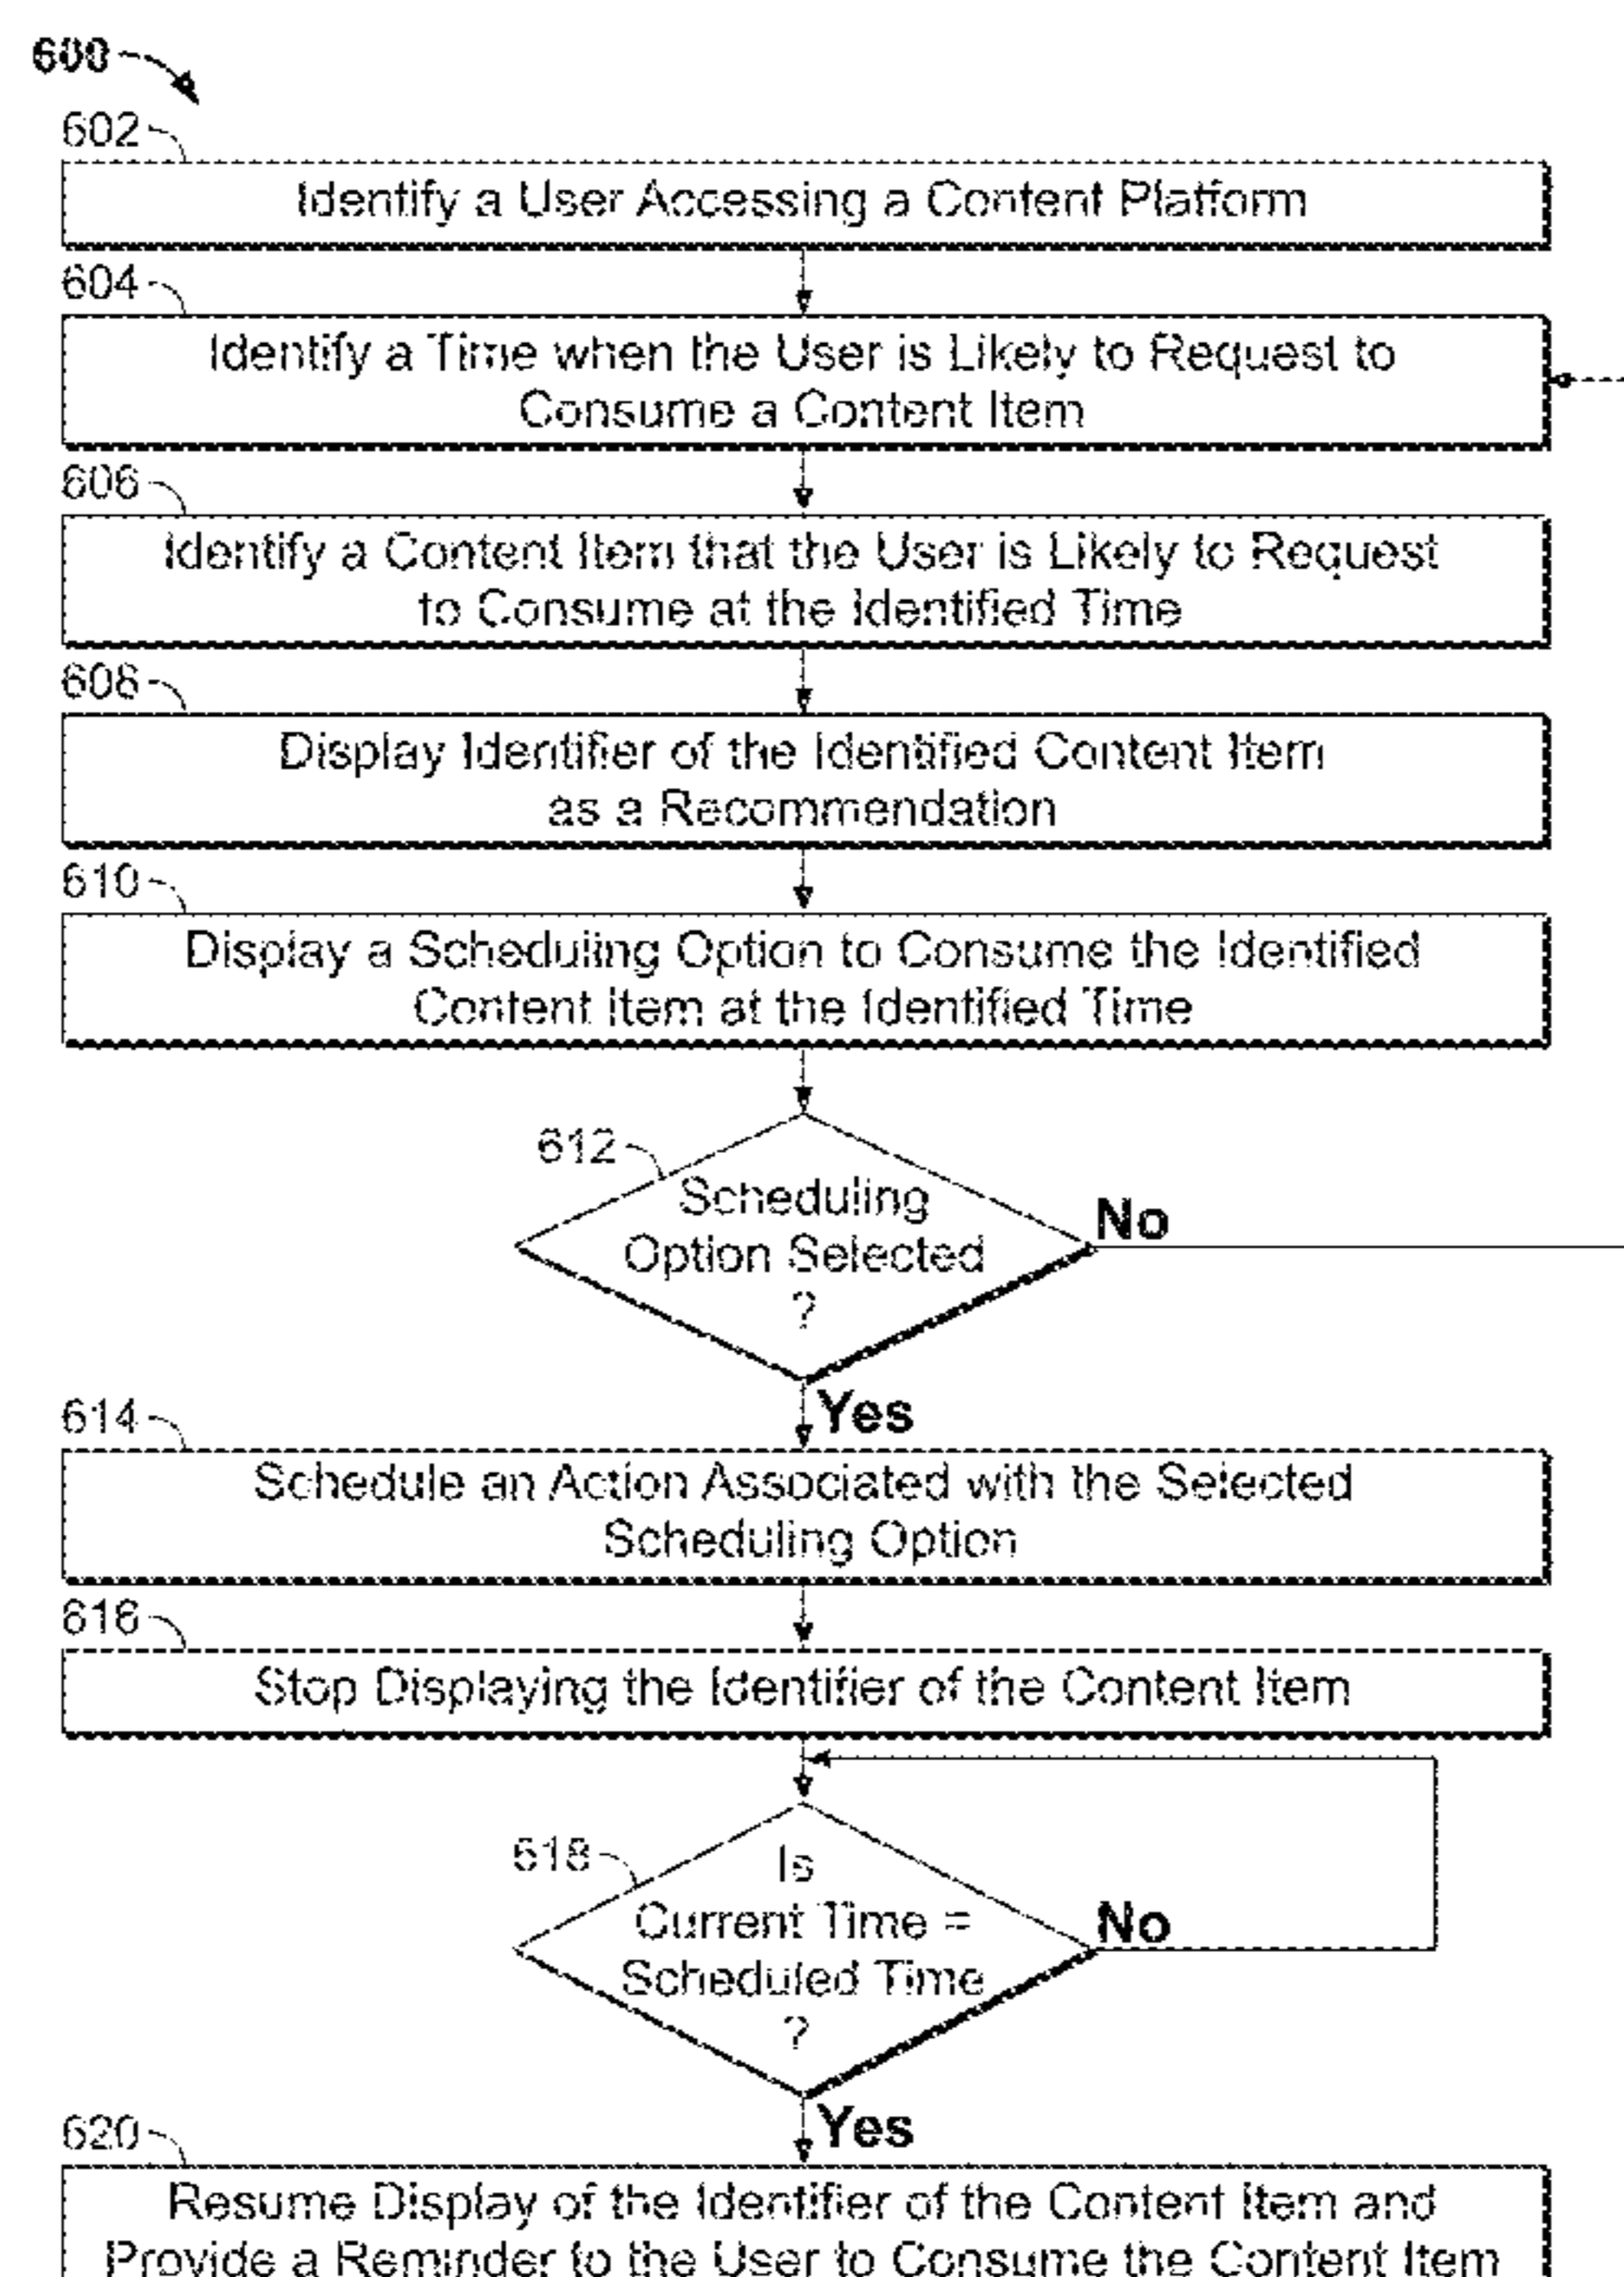 600
602
Identify a User Accessing a Content Platform
604
Identify a Time when the User is Likely to Request to
Consume a Content Item
606
Identify a Content Item that the User is Likely to Request
to Consume at the Identified Time
608
Display Identifier of the Identified Content Item
as a Recommendation
610
Display a Scheduling Option to Consume the Identified
Content Item at the Identified Time
612
Scheduling
Option Selected
?
No
Yes
614
Schedule an Action Associated with the Selected
Scheduling Option
616
Stop Displaying the Identifier of the Content Item
618
Is
Current Time =
Scheduled Time
?
No
Yes
620
Resume Display of the Identifier of the Content Item and
Provide a Reminder to the User to Consume the Content Item